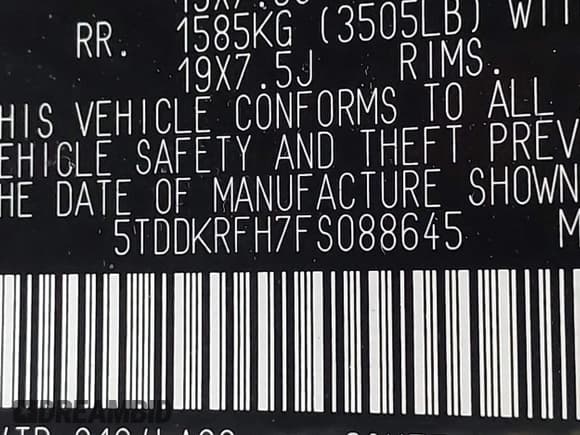 RR. 1585KG (3505LB) WIT
19X7.5J RIMS.
HIS VEHICLE CONFORMS TO ALL
EHICLE SAFETY AND THEFT PREV
HE DATE OF MANUFACTURE SHOWN
5TDDKRFH7FS088645 M
DREAMBID